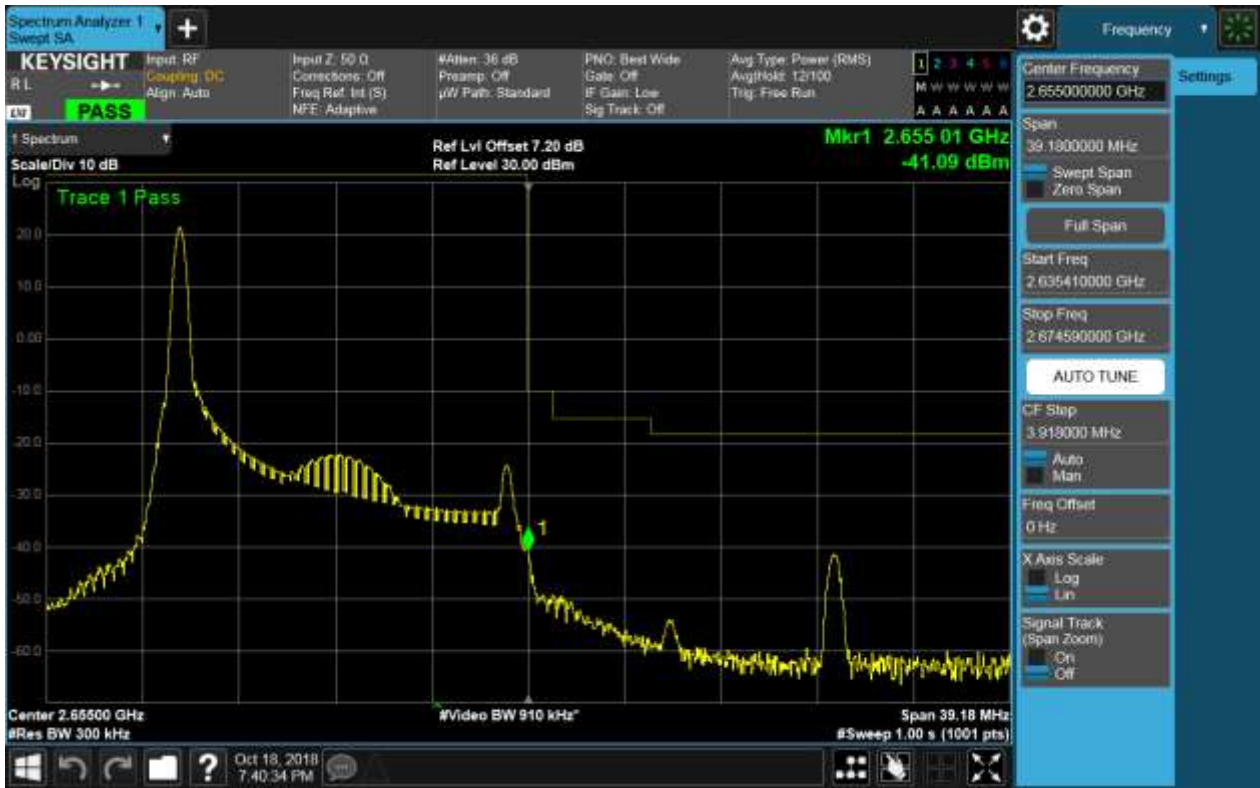 Spectrum Analyzer 1
Swept SA
+
Frequency
KEYSIGHT
R L
PASS
Input: RF
Coupling: DC
Align: Auto
Input Z: 50 Ω
Corrections: Off
Freq Ref: Int (S)
NFE: Adaptive
#Atten: 36 dB
Preamp: Off
µW Path: Standard
PNO: Best Wide
Gate: Off
IF Gain: Low
Sig Track: Off
Avg Type: Power (RMS)
Avg|Hold: 12/100
Trig: Free Run
1 2 3 4 5 6
M W W W W W
A A A A A A
1 Spectrum
Scale/Div 10 dB
Ref Lvl Offset 7.20 dB
Ref Level 30.00 dBm
Mkr1 2.655 01 GHz
-41.09 dBm
Log
Trace 1 Pass
20.0
10.0
0.00
-10.0
-20.0
-30.0
-40.0
-50.0
-60.0
1
Center 2.65500 GHz
#Res BW 300 kHz
#Video BW 910 kHz*
Span 39.18 MHz
#Sweep 1.00 s (1001 pts)
?
Oct 18, 2018
7:40:34 PM
Center Frequency
2.655000000 GHz
Settings
Span
39.1800000 MHz
Swept Span
Zero Span
Full Span
Start Freq
2.635410000 GHz
Stop Freq
2.674590000 GHz
AUTO TUNE
CF Step
3.918000 MHz
Auto
Man
Freq Offset
0 Hz
X Axis Scale
Log
Lin
Signal Track
(Span Zoom)
On
Off